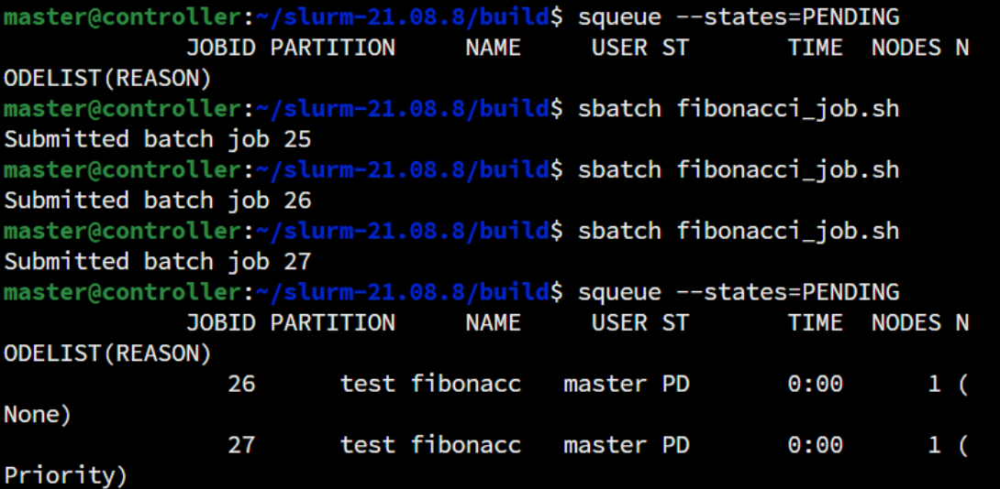 master@controller:~/slurm-21.08.8/build$ squeue --states=PENDING
             JOBID PARTITION     NAME     USER ST       TIME  NODES N
ODELIST(REASON)
master@controller:~/slurm-21.08.8/build$ sbatch fibonacci_job.sh
Submitted batch job 25
master@controller:~/slurm-21.08.8/build$ sbatch fibonacci_job.sh
Submitted batch job 26
master@controller:~/slurm-21.08.8/build$ sbatch fibonacci_job.sh
Submitted batch job 27
master@controller:~/slurm-21.08.8/build$ squeue --states=PENDING
             JOBID PARTITION     NAME     USER ST       TIME  NODES N
ODELIST(REASON)
                26      test fibonacc   master PD       0:00      1 (
None)
                27      test fibonacc   master PD       0:00      1 (
Priority)